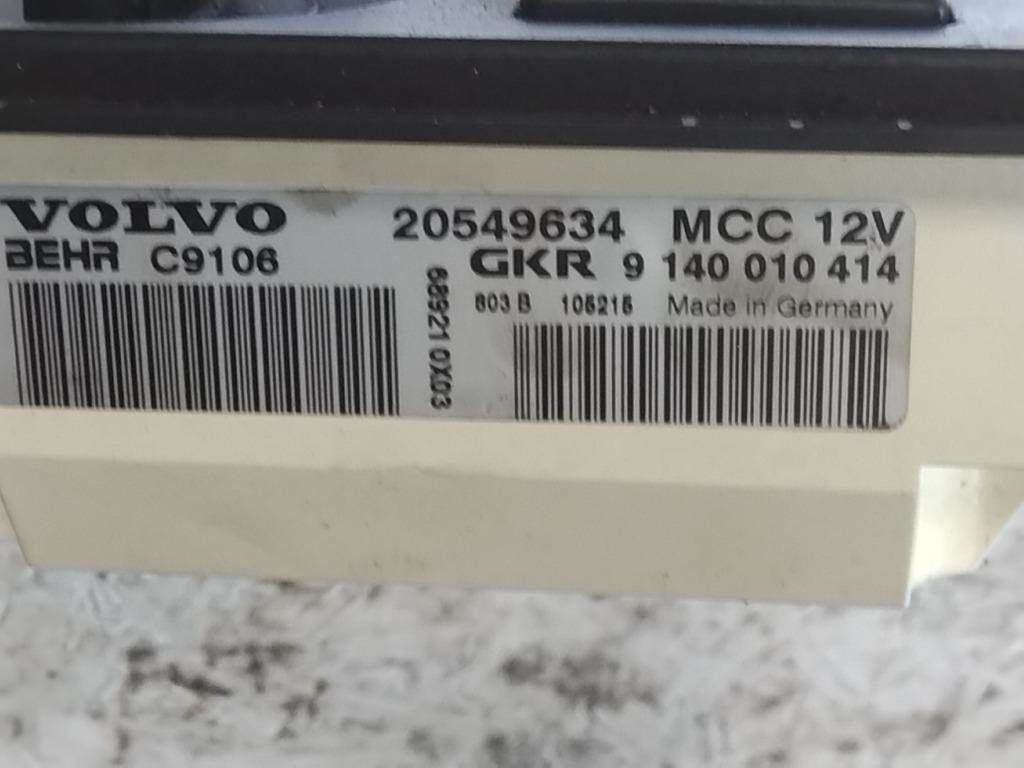 VOLVO 20549634 MCC 12V
BEHR C9106 GKR 9 140 010 414
803 B 105215 Made in Germany
68921 0X03